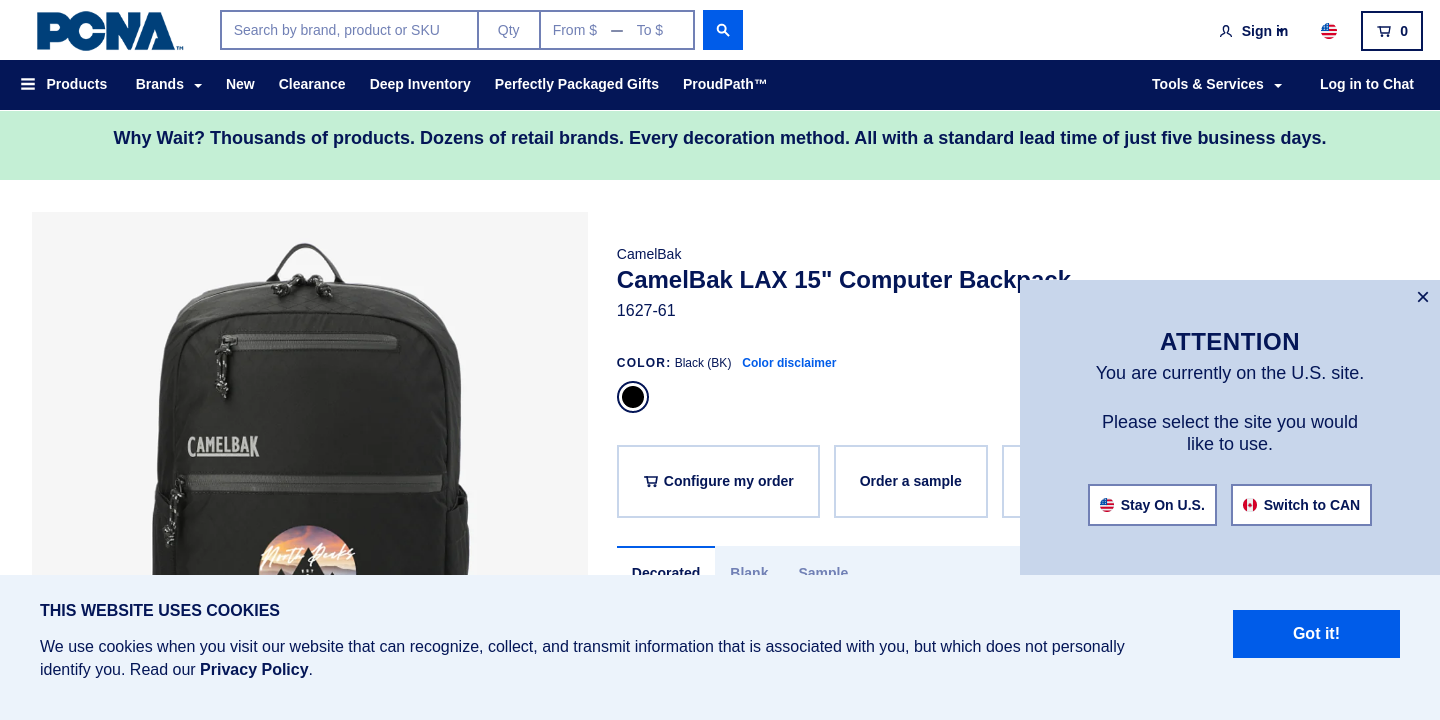 PCNA™
Search by brand, product or SKU
Qty
From $ — To $
Sign in
0
Products
Brands
New
Clearance
Deep Inventory
Perfectly Packaged Gifts
ProudPath™
Tools & Services
Log in to Chat
Why Wait? Thousands of products. Dozens of retail brands. Every decoration method. All with a standard lead time of just five business days.
CamelBak
CamelBak LAX 15" Computer Backpack
1627-61
COLOR: Black (BK) Color disclaimer
Configure my order
Order a sample
Decorated
Blank
Sample
CAMELBAK
North Peaks
×
ATTENTION
You are currently on the U.S. site.
Please select the site you would
like to use.
Stay On U.S.
Switch to CAN
THIS WEBSITE USES COOKIES
We use cookies when you visit our website that can recognize, collect, and transmit information that is associated with you, but which does not personally
identify you. Read our Privacy Policy.
Got it!